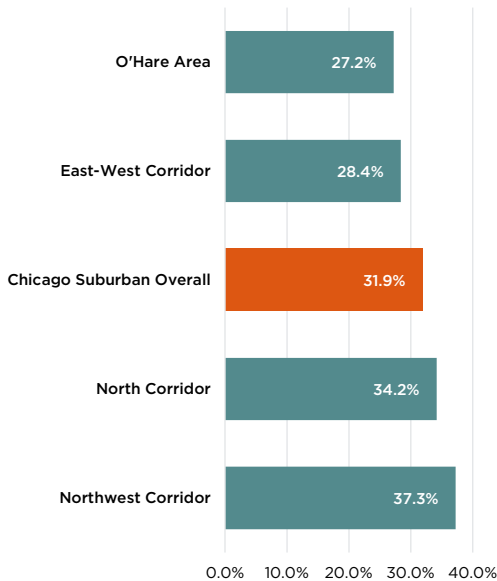 O'Hare Area 27.2%
East-West Corridor 28.4%
Chicago Suburban Overall 31.9%
North Corridor 34.2%
Northwest Corridor 37.3%
0.0% 10.0% 20.0% 30.0% 40.0%